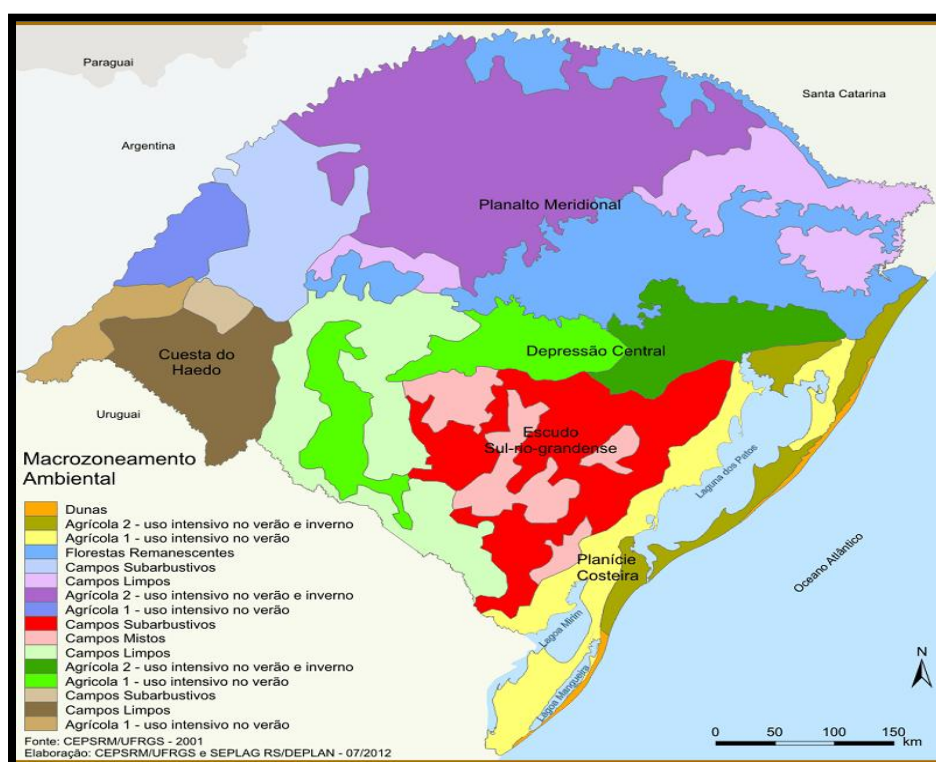 Paraguai
Santa Catarina
Argentina
Planalto Meridional
Depressão Central
Cuesta do
Haedo
Uruguai
Escudo
Sul-rio-grandense
Laguna dos Patos
Planície
Costeira
Oceano Atlântico
Lagoa Mirim
Lagoa Mangueira
Macrozoneamento
Ambiental
Dunas
Agrícola 2 - uso intensivo no verão e inverno
Agrícola 1 - uso intensivo no verão
Florestas Remanescentes
Campos Subarbustivos
Campos Limpos
Agrícola 2 - uso intensivo no verão e inverno
Agrícola 1 - uso intensivo no verão
Campos Subarbustivos
Campos Mistos
Campos Limpos
Agrícola 2 - uso intensivo no verão e inverno
Agricola 1 - uso intensivo no verão
Campos Subarbustivos
Campos Limpos
Agrícola 1 - uso intensivo no verão
Fonte: CEPSRM/UFRGS - 2001
Elaboração: CEPSRM/UFRGS e SEPLAG RS/DEPLAN - 07/2012
N
0 50 100 150
km